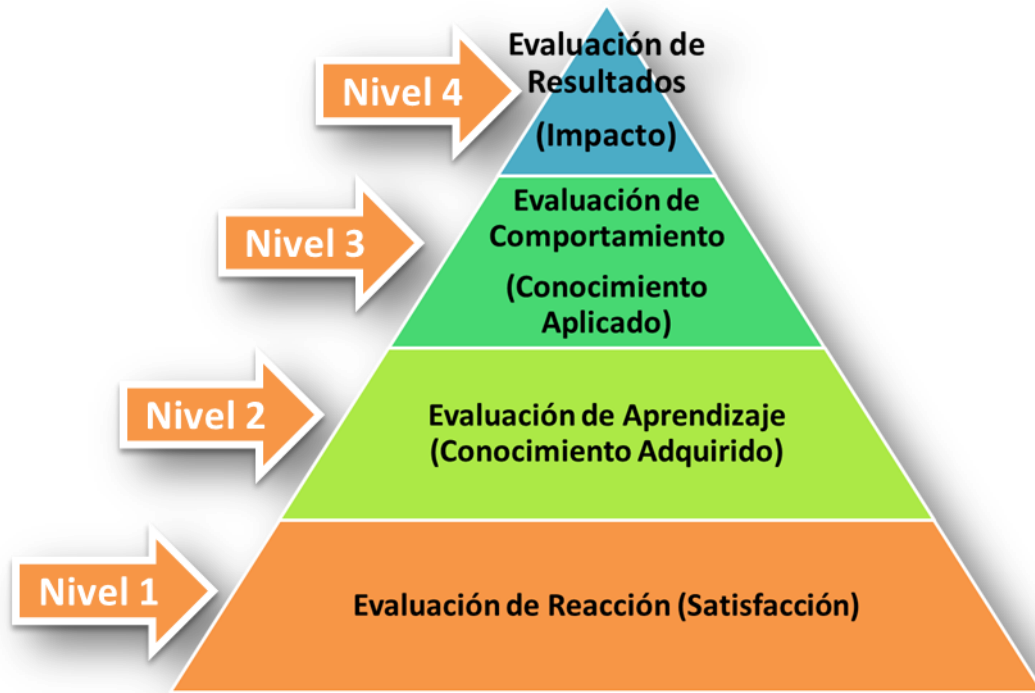 Nivel 4
Evaluación de
Resultados
(Impacto)
Nivel 3
Evaluación de
Comportamiento
(Conocimiento
Aplicado)
Nivel 2
Evaluación de Aprendizaje
(Conocimiento Adquirido)
Nivel 1
Evaluación de Reacción (Satisfacción)